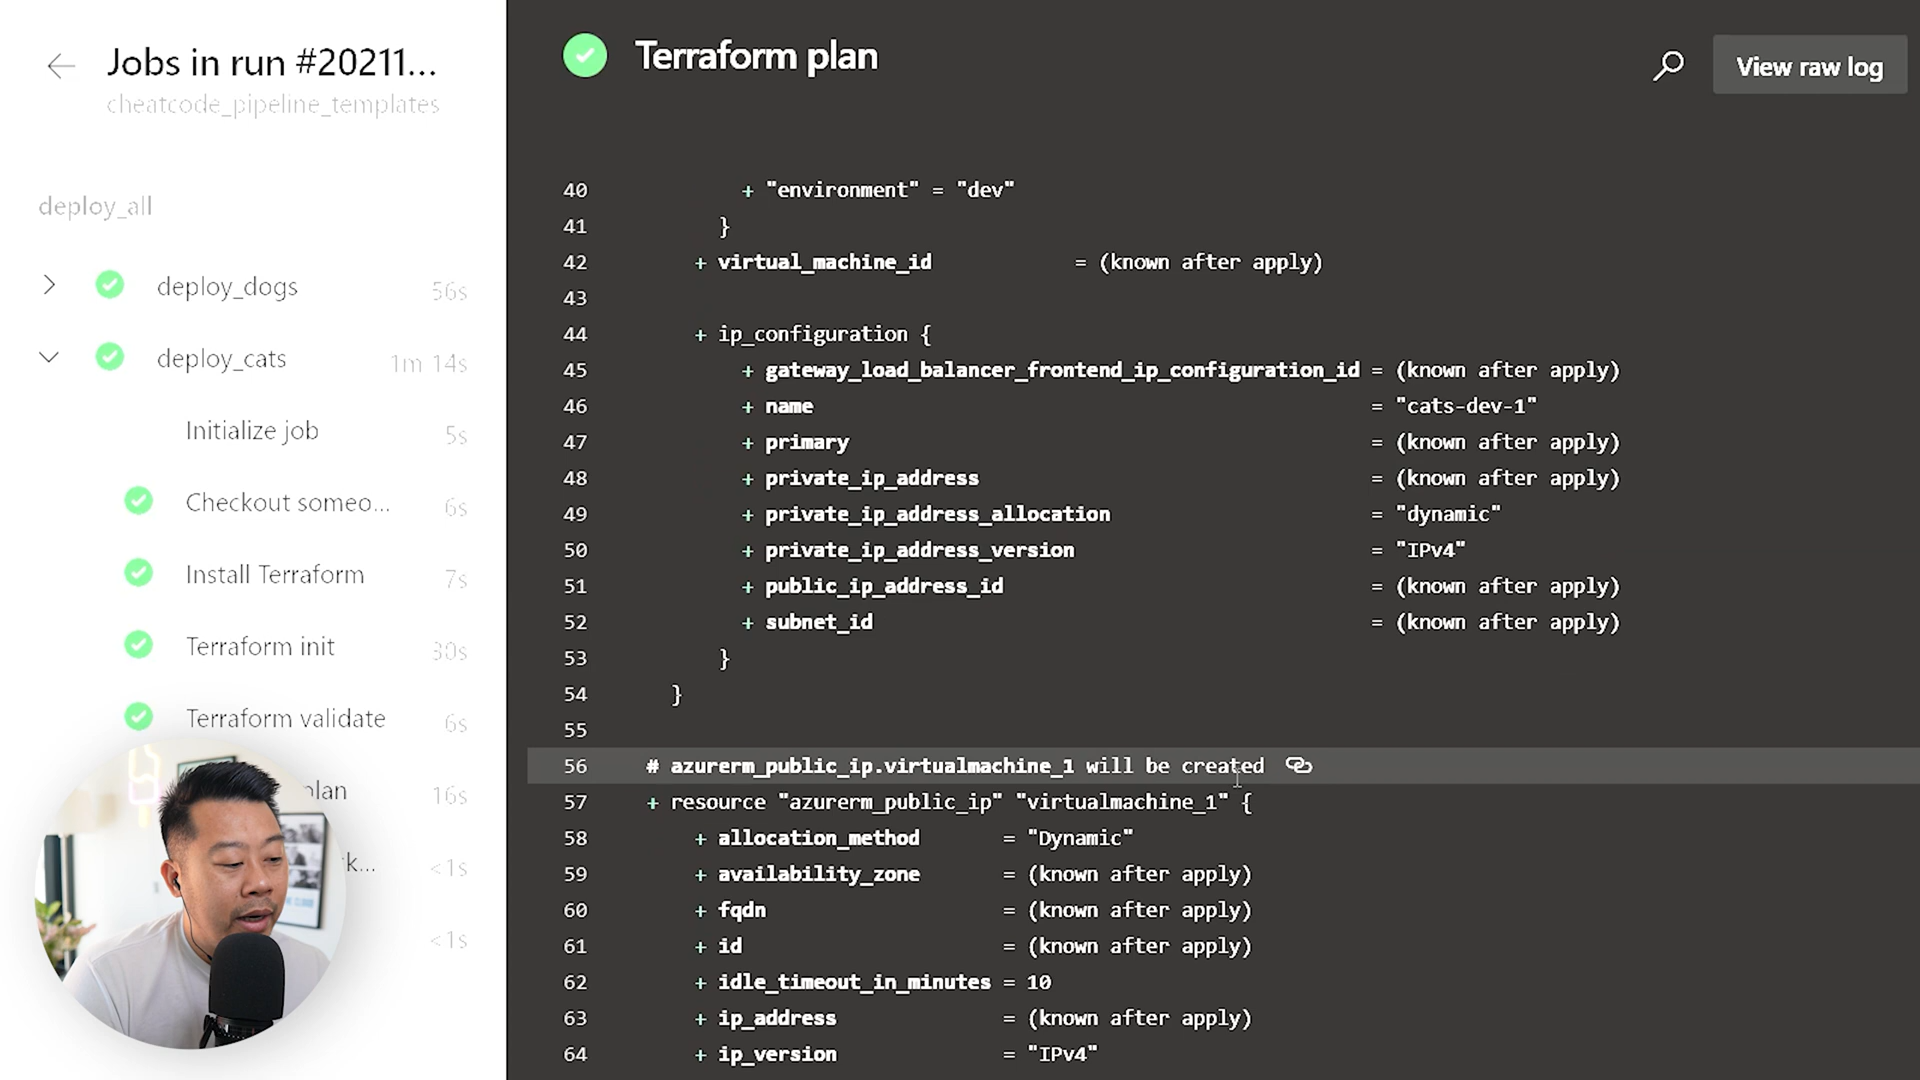 Jobs in run #20211...
cheatcode_pipeline_templates
deploy_all
deploy_dogs 56s
deploy_cats 1m 14s
Initialize job 5s
Checkout someo... 6s
Install Terraform 7s
Terraform init 30s
Terraform validate 6s
plan 16s
k... <1s
<1s
Terraform plan
View raw log
40 + "environment" = "dev"
41 }
42 + virtual_machine_id = (known after apply)
43
44 + ip_configuration {
45 + gateway_load_balancer_frontend_ip_configuration_id = (known after apply)
46 + name = "cats-dev-1"
47 + primary = (known after apply)
48 + private_ip_address = (known after apply)
49 + private_ip_address_allocation = "dynamic"
50 + private_ip_address_version = "IPv4"
51 + public_ip_address_id = (known after apply)
52 + subnet_id = (known after apply)
53 }
54 }
55
56 # azurerm_public_ip.virtualmachine_1 will be created
57 + resource "azurerm_public_ip" "virtualmachine_1" {
58 + allocation_method = "Dynamic"
59 + availability_zone = (known after apply)
60 + fqdn = (known after apply)
61 + id = (known after apply)
62 + idle_timeout_in_minutes = 10
63 + ip_address = (known after apply)
64 + ip_version = "IPv4"